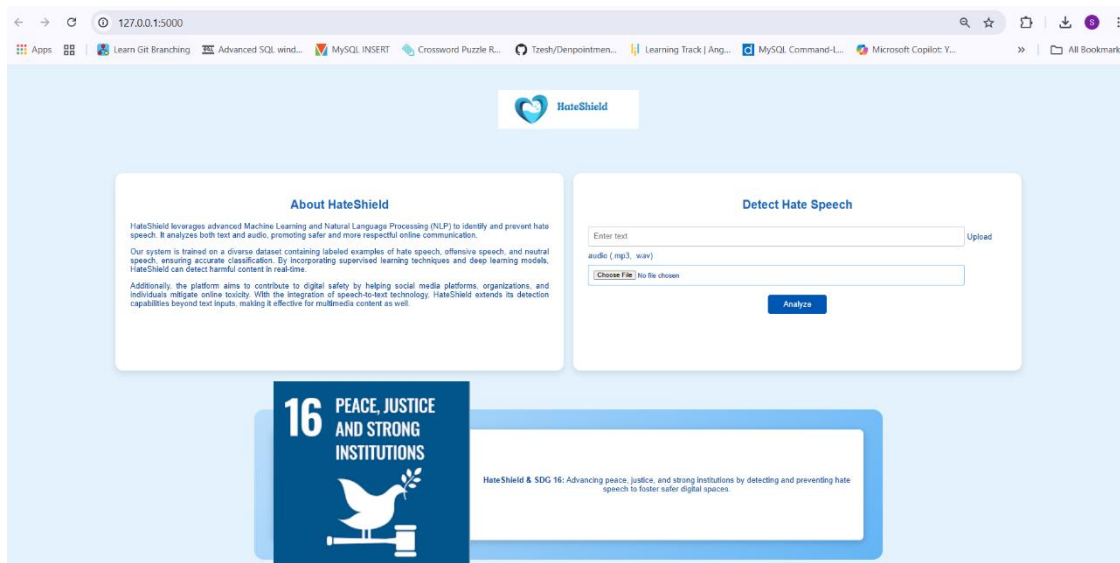 127.0.0.1:5000
S
Apps
Learn Git Branching
Advanced SQL wind...
MySQL INSERT
Crossword Puzzle R...
Tzesh/Denpointmen...
Learning Track | Ang...
MySQL Command-L...
Microsoft Copilot: Y...
»
All Bookmark
HateShield
About HateShield
HateShield leverages advanced Machine Learning and Natural Language Processing (NLP) to identify and prevent hate
speech. It analyzes both text and audio, promoting safer and more respectful online communication.
Our system is trained on a diverse dataset containing labeled examples of hate speech, offensive speech, and neutral
speech, ensuring accurate classification. By incorporating supervised learning techniques and deep learning models,
HateShield can detect harmful content in real-time.
Additionally, the platform aims to contribute to digital safety by helping social media platforms, organizations, and
individuals mitigate online toxicity. With the integration of speech-to-text technology, HateShield extends its detection
capabilities beyond text inputs, making it effective for multimedia content as well.
Detect Hate Speech
Enter text
Upload
audio (.mp3, .wav)
Choose File No file chosen
Analyze
16 PEACE, JUSTICE
AND STRONG
INSTITUTIONS
HateShield & SDG 16: Advancing peace, justice, and strong institutions by detecting and preventing hate
speech to foster safer digital spaces.